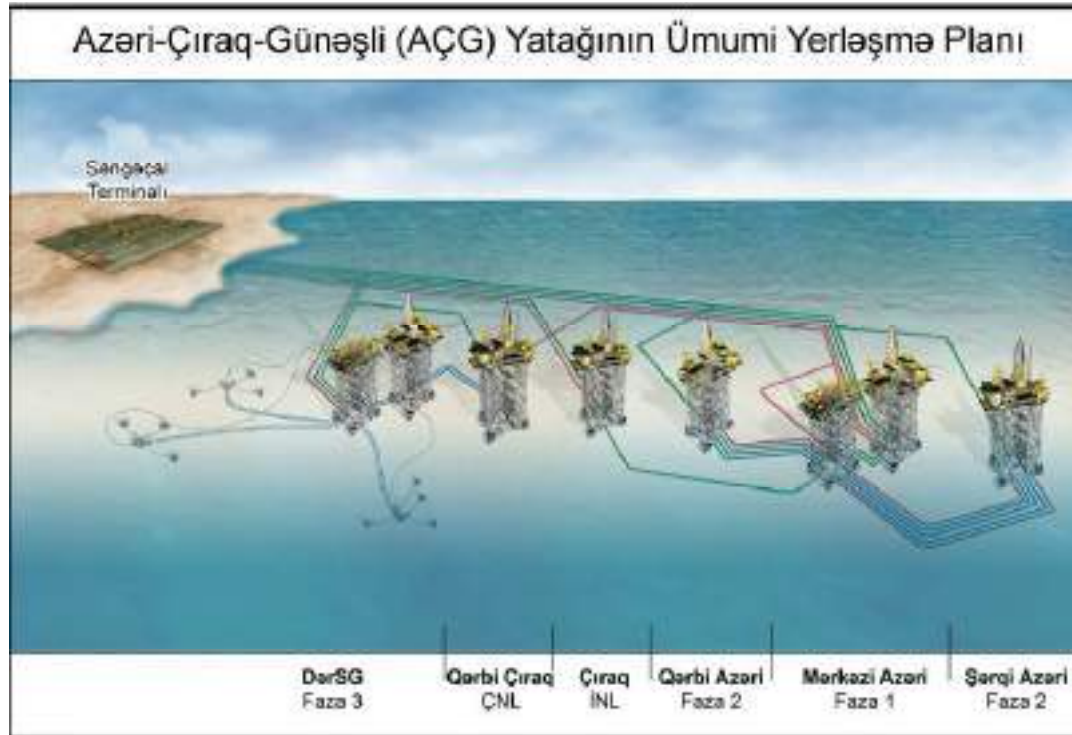 Azəri-Çıraq-Günəşli (AÇG) Yatağının Ümumi Yerləşmə Planı
Səngəçal
Terminalı
DərSG
Faza 3
Qərbi Çıraq
ÇNL
Çıraq
İNL
Qərbi Azəri
Faza 2
Mərkəzi Azəri
Faza 1
Şərqi Azəri
Faza 2